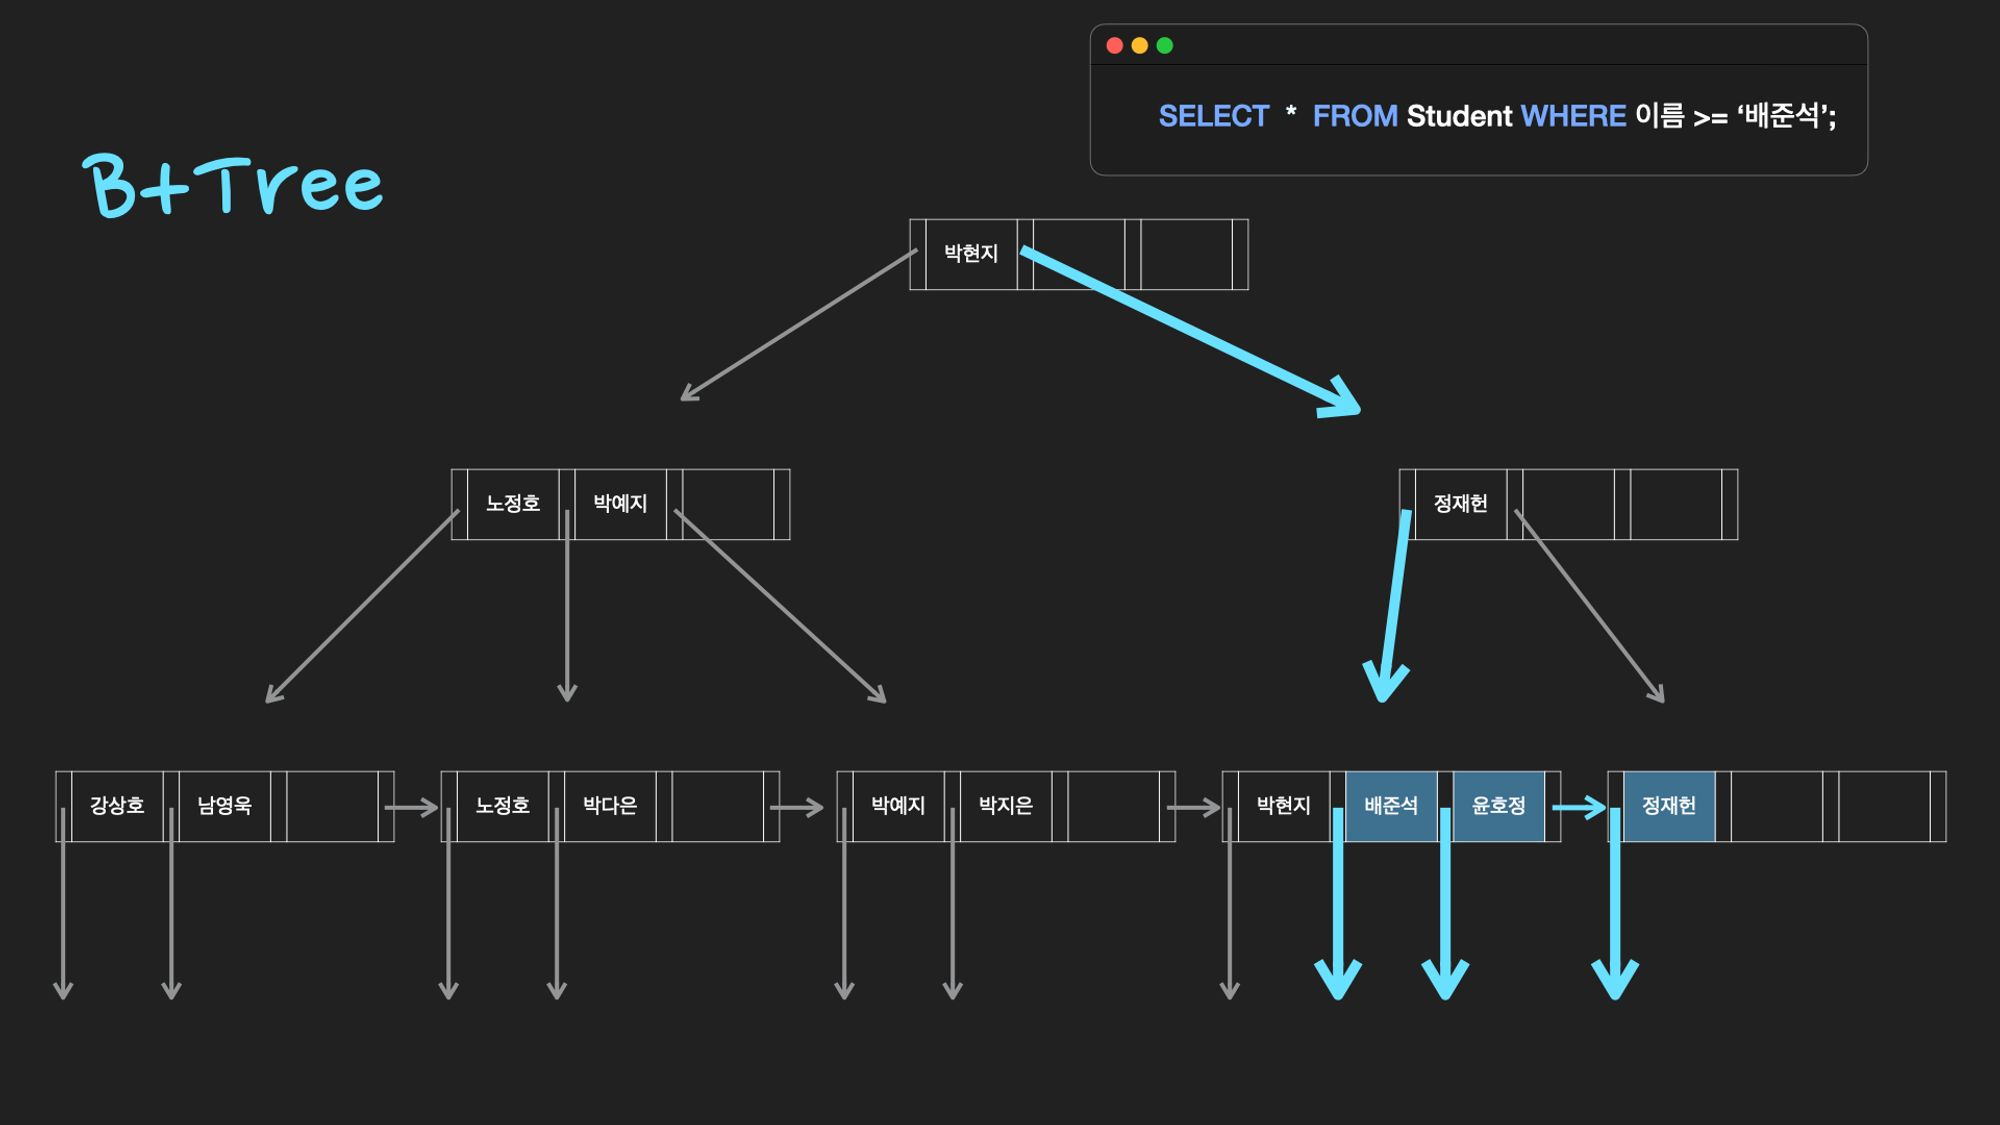 SELECT * FROM Student WHERE 이름 >= ‘배준석’;
B+Tree
박현지
노정호 박예지
정재헌
강상호 남영욱
노정호 박다은
박예지 박지은
박현지 배준석 윤호정
정재헌